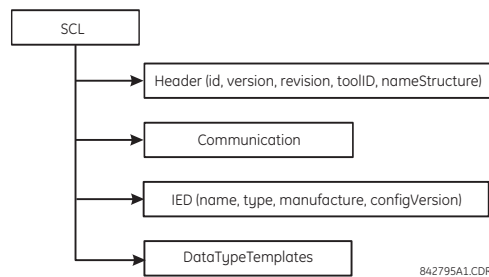 SCL
Header (id, version, revision, toolID, nameStructure)
Communication
IED (name, type, manufacture, configVersion)
DataTypeTemplates
842795A1.CDR